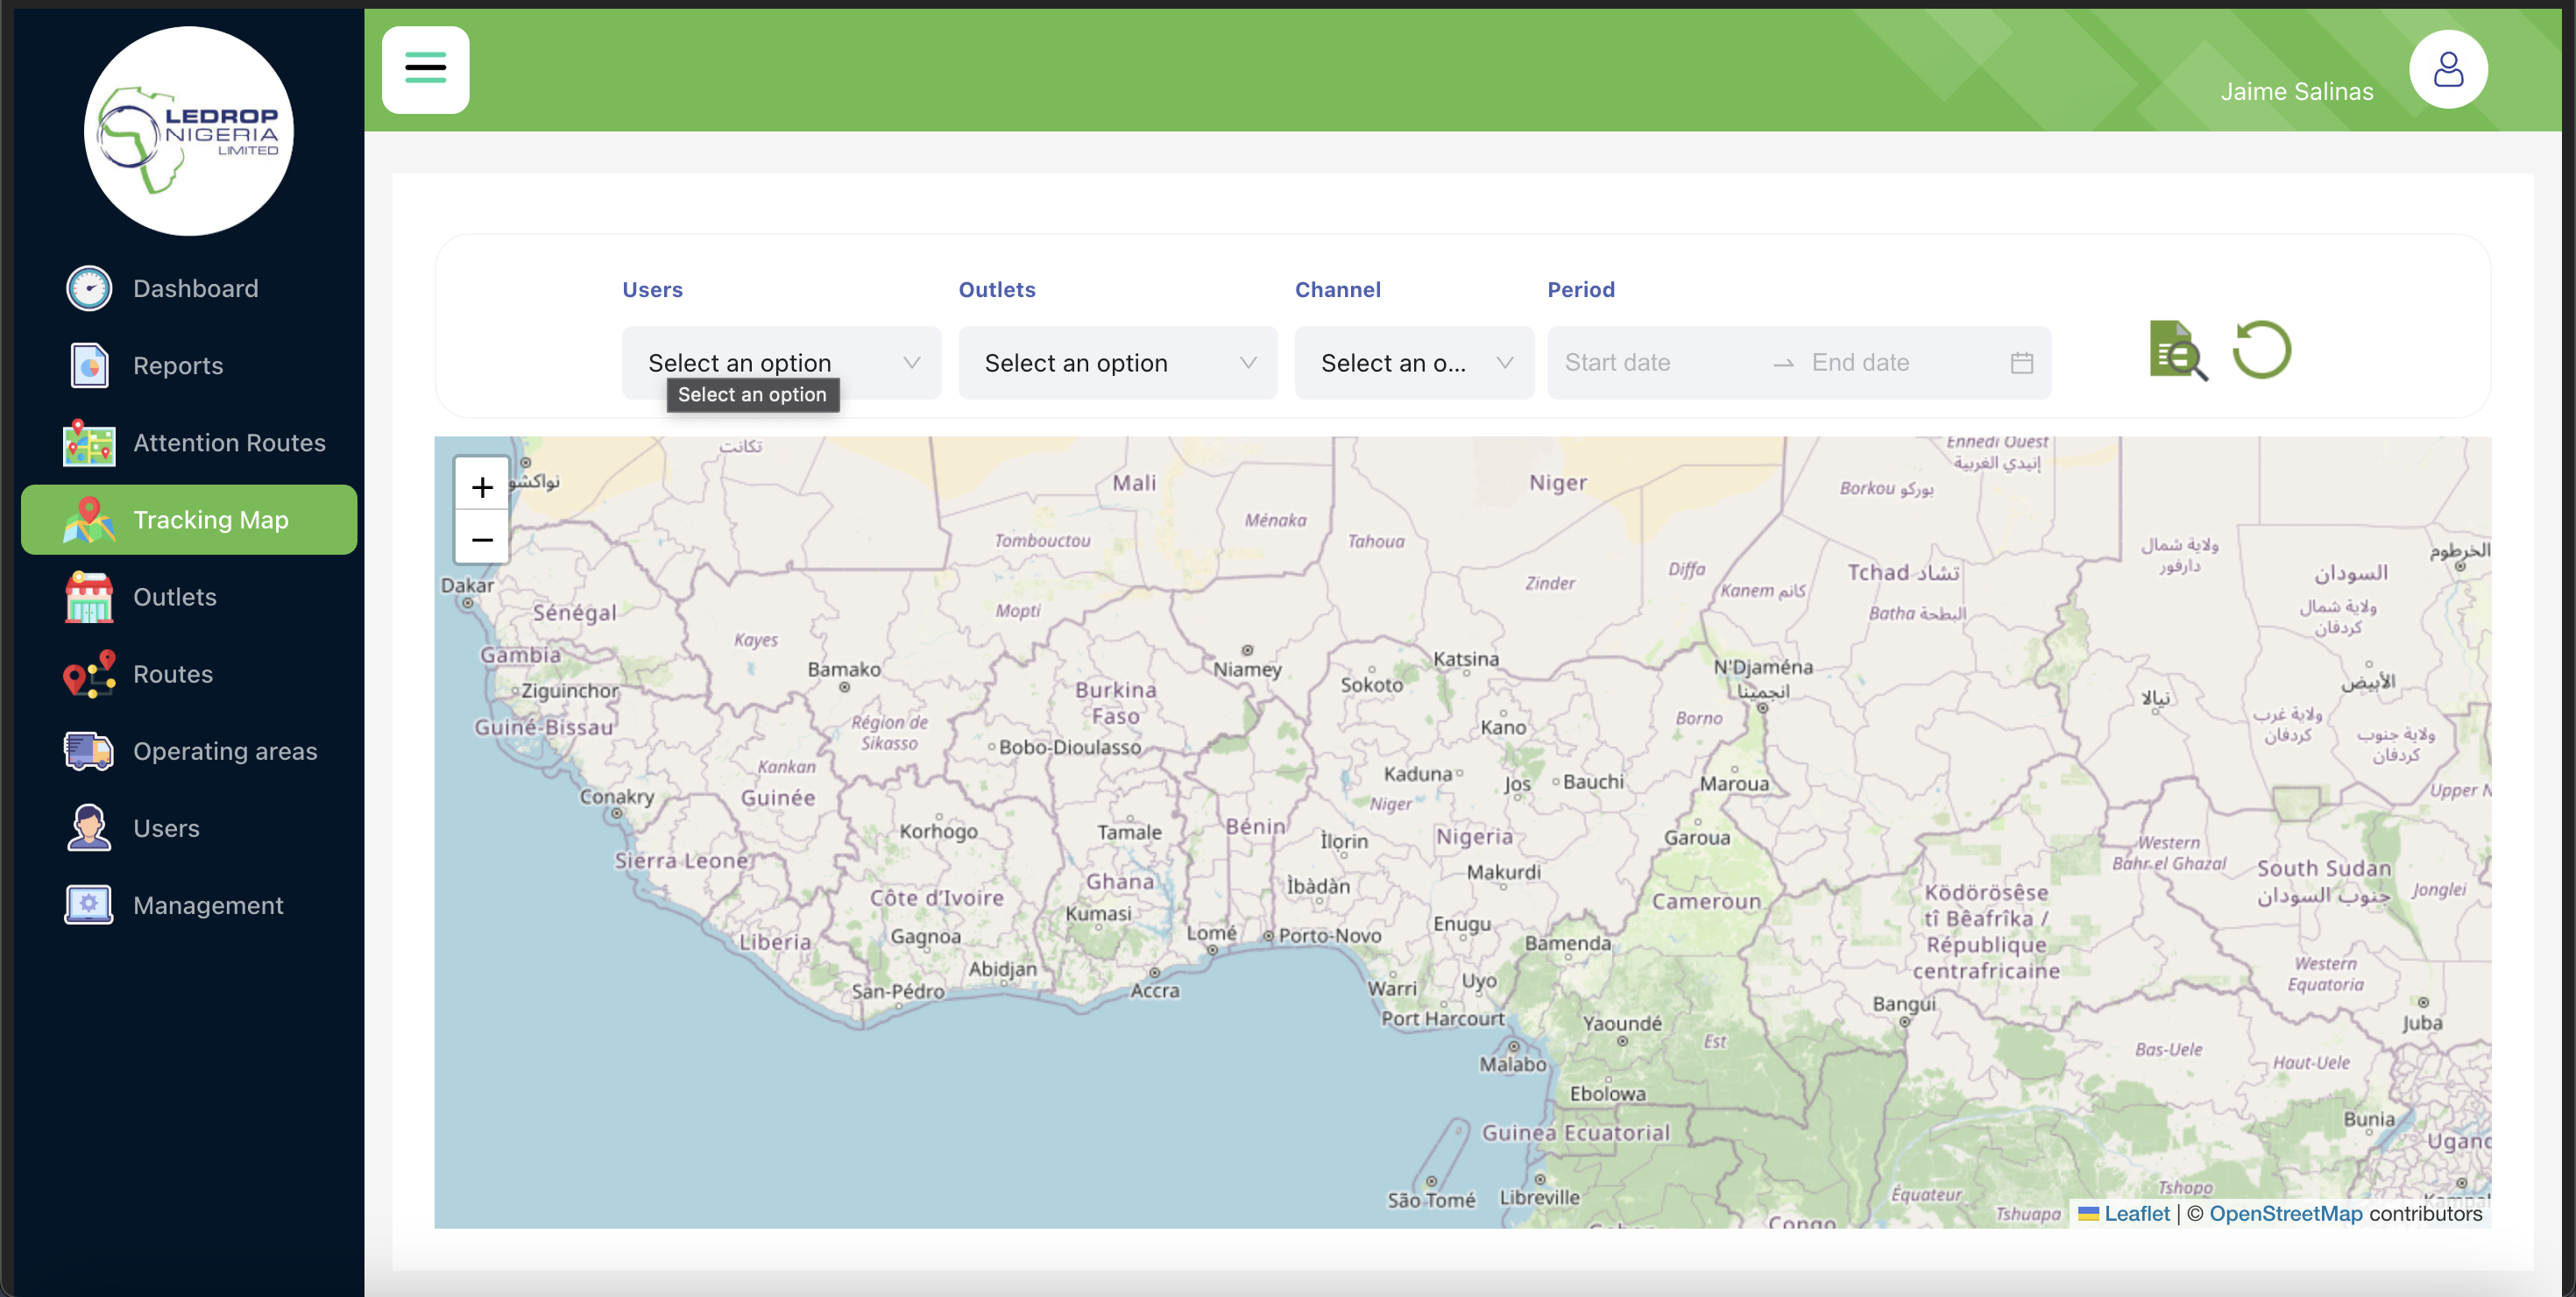 LEDROP
NIGERIA
LIMITED
Jaime Salinas
Dashboard
Reports
Attention Routes
Tracking Map
Outlets
Routes
Operating areas
Users
Management
Users
Outlets
Channel
Period
Select an option
Select an option
Select an o...
Start date
End date
Select an option
+
−
تكانت
Mali
Niger
Ennedi Ouest
إنيدي الغربية
Borkou بوركو
Ménaka
Tombouctou
Tahoua
Zinder
Diffa
Kanem كانم
Tchad تشاد
Batha البطحة
ولاية شمال
دارفور
السودان
الخرطوم
ولاية شمال
كردفان
Dakar
Sénégal
Mopti
Kayes
Gambia
Ziguinchor
Guiné-Bissau
Bamako
Région de
Sikasso
Burkina
Faso
Bobo-Dioulasso
Niamey
Sokoto
Katsina
Kano
N'Djaména
انجمينا
Borno
نيالا
الأبيض
ولاية غرب
كردفان
ولاية جنوب
كردفان
Kankan
Guinée
Conakry
Kaduna
Niger
Jos
Bauchi
Maroua
Korhogo
Tamale
Bénin
Ìlorin
Nigeria
Garoua
Sierra Leone
Western
Bahr el Ghazal
South Sudan
جنوب السودان
Jonglei
Côte d’Ivoire
Ghana
Kumasi
Ìbàdàn
Makurdi
Cameroun
Ködörösêse
tî Bêafrîka /
République
centrafricaine
Liberia
Gagnoa
Lomé
Porto-Novo
Enugu
Bamenda
Abidjan
San-Pédro
Accra
Warri
Uyo
Port Harcourt
Yaoundé
Est
Bangui
Western
Equatoria
Juba
Malabo
Ebolowa
Bas-Uele
Haut-Uele
Guinea Ecuatorial
Bunia
São Tomé
Libreville
Équateur
Tshopo
Tshuapa
Congo
Leaflet | © OpenStreetMap contributors